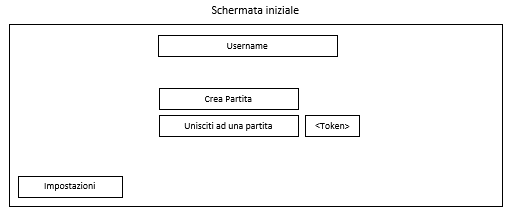 Schermata iniziale
Username
Crea Partita
Unisciti ad una partita <Token>
Impostazioni